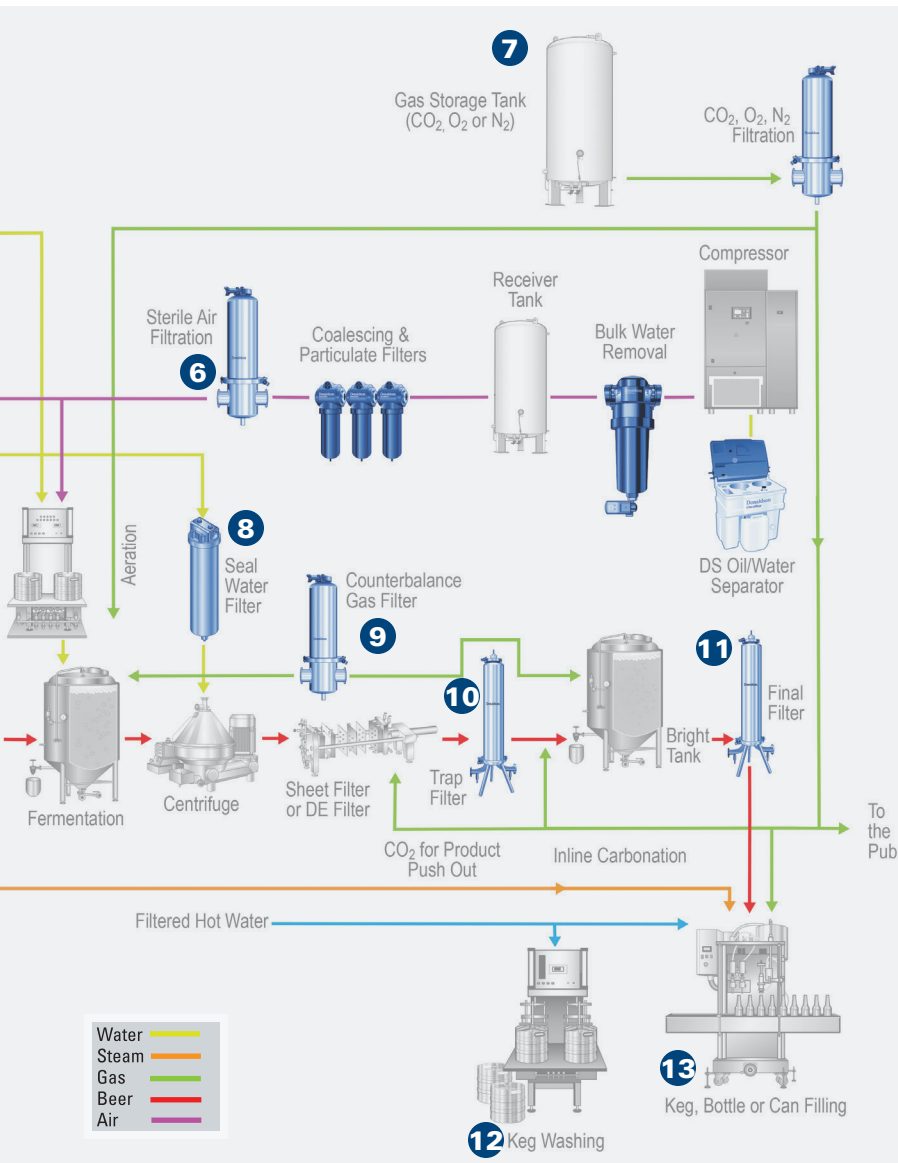 7
Gas Storage Tank
(CO2, O2 or N2)
CO2, O2, N2
Filtration
Compressor
Receiver
Tank
Sterile Air
Filtration
6
Coalescing &
Particulate Filters
Bulk Water
Removal
Donaldson
DS Oil/Water
Separator
8
Seal
Water
Filter
Aeration
Counterbalance
Gas Filter
9
10
11
Final
Filter
Bright
Tank
Trap
Filter
Sheet Filter
or DE Filter
Centrifuge
Fermentation
To
the
Pub
CO2 for Product
Push Out
Inline Carbonation
Filtered Hot Water
Water
Steam
Gas
Beer
Air
12 Keg Washing
13
Keg, Bottle or Can Filling